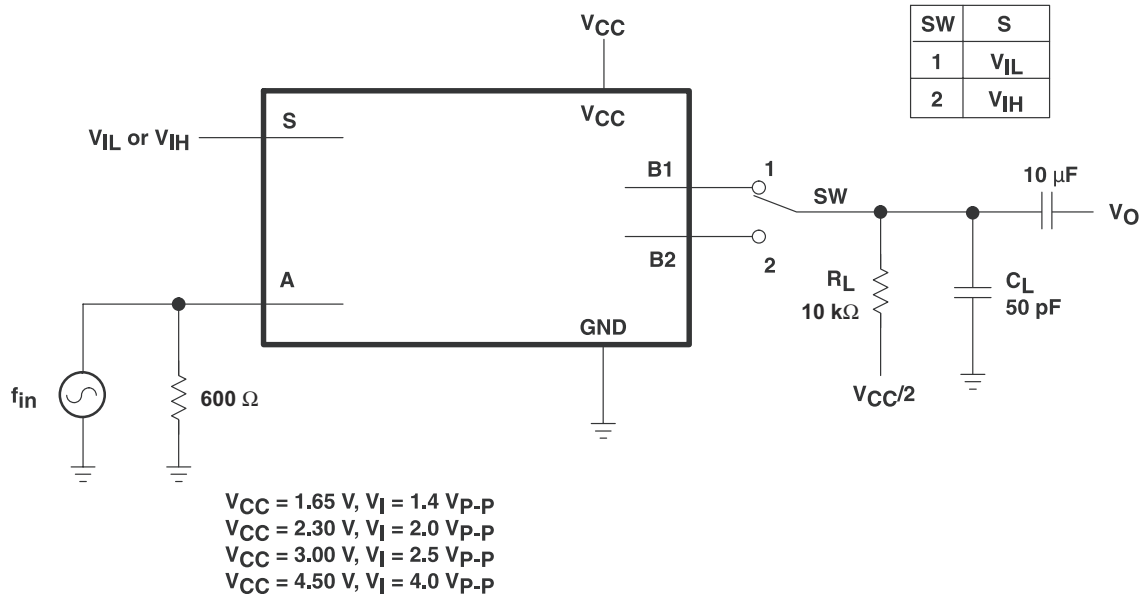 VCC
SW S
1 VIL
2 VIH
VCC
S
VIL or VIH
B1
1
SW
10 μF
VO
B2
2
A
RL
10 kΩ
CL
50 pF
GND
fin
600 Ω
VCC/2
VCC = 1.65 V, VI = 1.4 VP-P
VCC = 2.30 V, VI = 2.0 VP-P
VCC = 3.00 V, VI = 2.5 VP-P
VCC = 4.50 V, VI = 4.0 VP-P